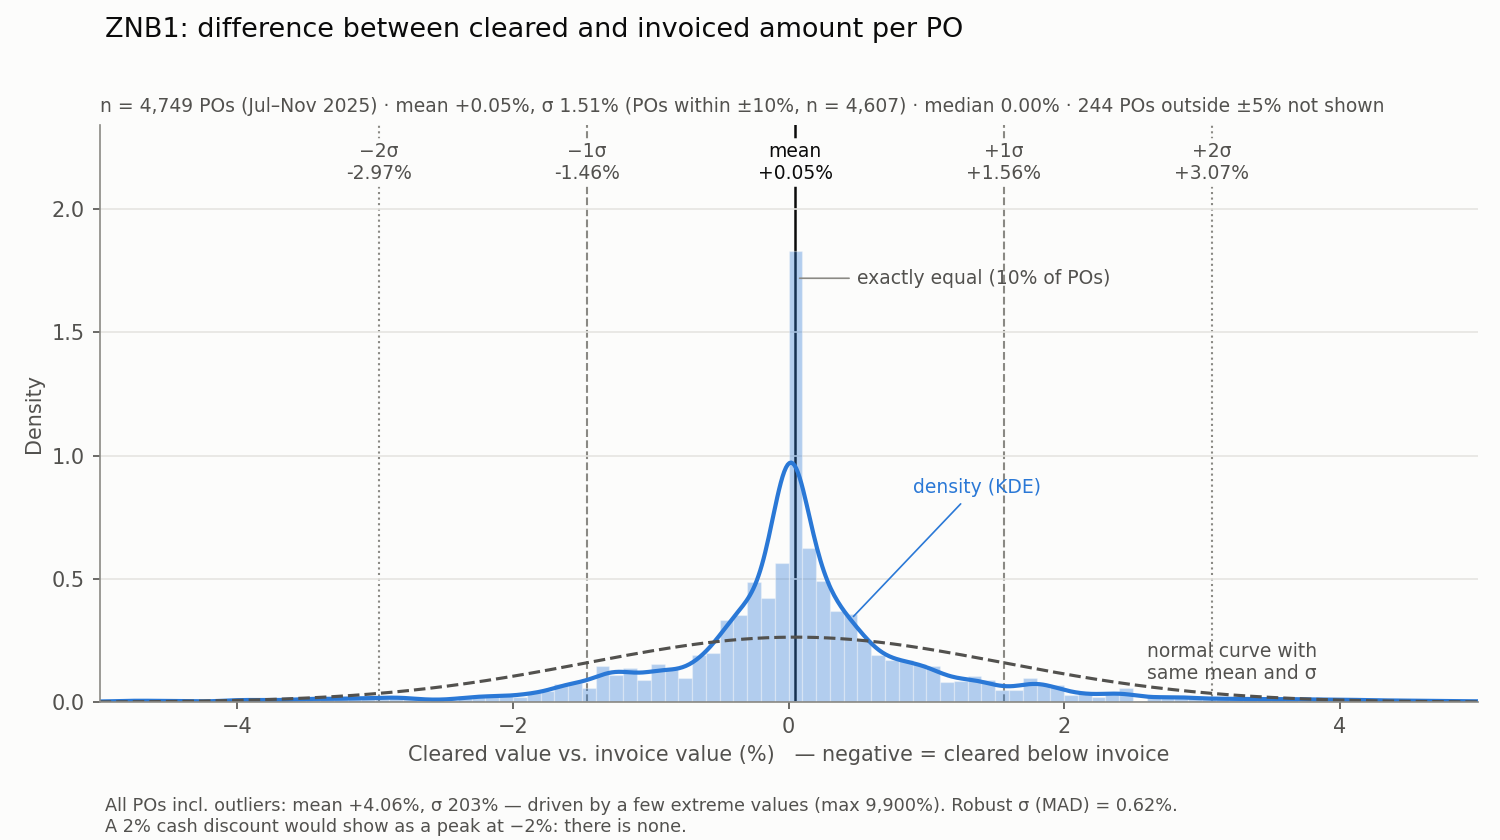 ZNB1: difference between cleared and invoiced amount per PO
n = 4,749 POs (Jul–Nov 2025) · mean +0.05%, σ 1.51% (POs within ±10%, n = 4,607) · median 0.00% · 244 POs outside ±5% not shown
−2σ
-2.97%
−1σ
-1.46%
mean
+0.05%
+1σ
+1.56%
+2σ
+3.07%
2.0
1.5
1.0
0.5
0.0
Density
exactly equal (10% of POs)
density (KDE)
normal curve with
same mean and σ
−4
−2
0
2
4
Cleared value vs. invoice value (%) — negative = cleared below invoice
All POs incl. outliers: mean +4.06%, σ 203% — driven by a few extreme values (max 9,900%). Robust σ (MAD) = 0.62%.
A 2% cash discount would show as a peak at −2%: there is none.